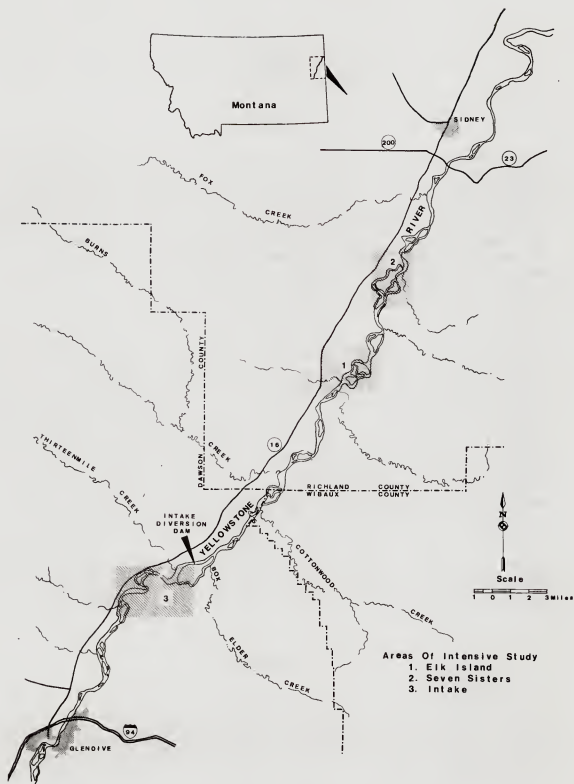 Montana
SIDNEY
200
23
FOX
CREEK
RIVER
BURNS
2
DAWSON COUNTY
1
16
CREEK
RICHLAND COUNTY
WIBAUX COUNTY
THIRTEENMILE
CREEK
INTAKE
DIVERSION
DAM
YELLOWSTONE
N
COTTONWOOD
CREEK
Scale
1 0 1 2 3 Miles
3
BOX
ELDER
CREEK
Areas Of Intensive Study
1. Elk Island
2. Seven Sisters
3. Intake
94
GLENDIVE